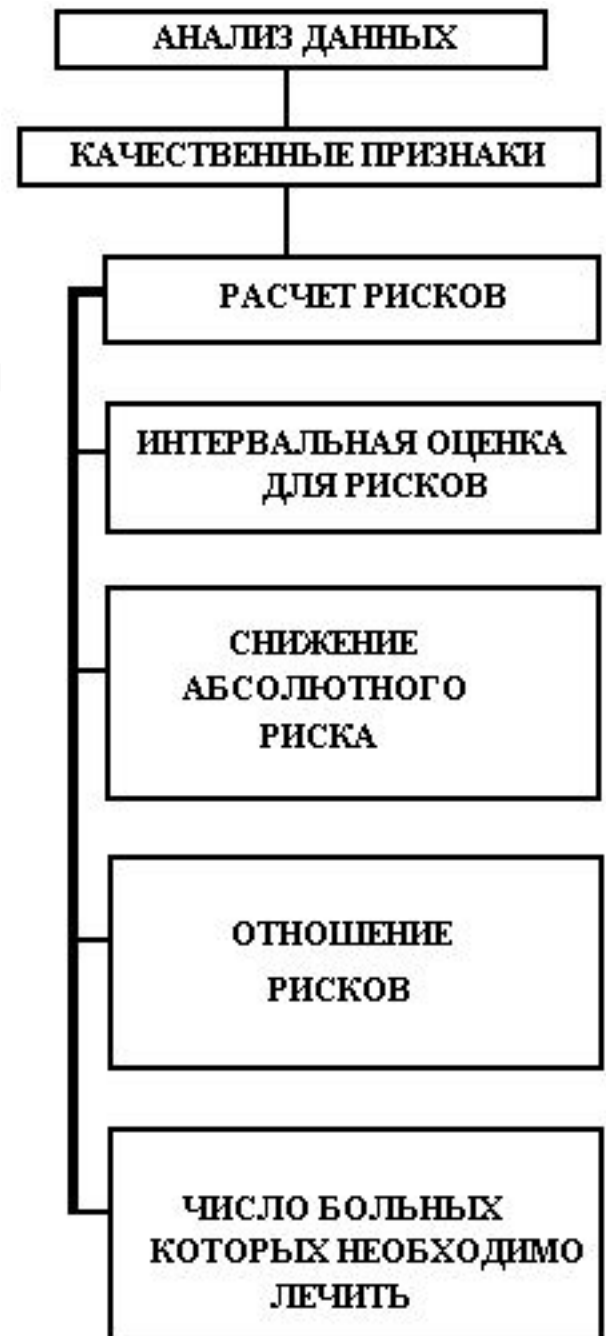 АНАЛИЗ ДАННЫХ
КАЧЕСТВЕННЫЕ ПРИЗНАКИ
РАСЧЕТ РИСКОВ
ИНТЕРВАЛЬНАЯ ОЦЕНКА
ДЛЯ РИСКОВ
СНИЖЕНИЕ
АБСОЛЮТНОГО
РИСКА
ОТНОШЕНИЕ
РИСКОВ
ЧИСЛО БОЛЬНЫХ
КОТОРЫХ НЕОБХОДИМО
ЛЕЧИТЬ